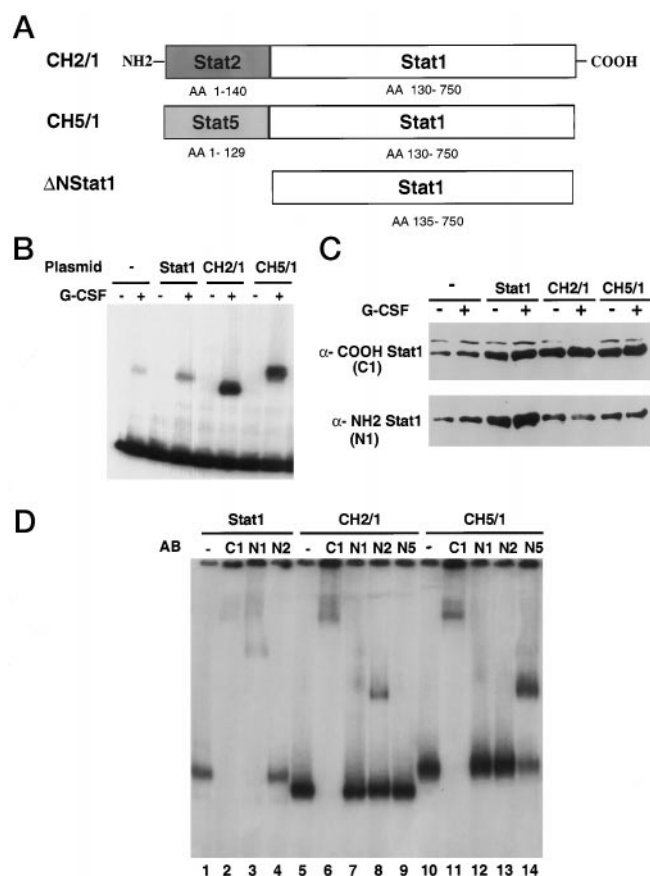 A
CH2/1 NH2- Stat2 Stat1 -COOH
AA 1-140 AA 130-750
CH5/1 Stat5 Stat1
AA 1-129 AA 130-750
ΔNStat1 Stat1
AA 135-750
B
Plasmid - Stat1 CH2/1 CH5/1
G-CSF - + - + - + - +
C
- Stat1 CH2/1 CH5/1
G-CSF - + - + - + - +
α- COOH Stat1
(C1)
α- NH2 Stat1
(N1)
D
Stat1 CH2/1 CH5/1
AB - C1 N1 N2 - C1 N1 N2 N5 - C1 N1 N2 N5
1 2 3 4 5 6 7 8 9 10 11 12 13 14